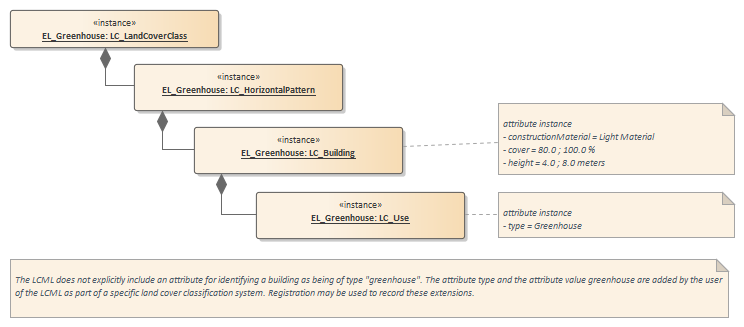 «instance»
EL_Greenhouse: LC_LandCoverClass
«instance»
EL_Greenhouse: LC_HorizontalPattern
«instance»
EL_Greenhouse: LC_Building
attribute instance
- constructionMaterial = Light Material
- cover = 80.0 ; 100.0 %
- height = 4.0 ; 8.0 meters
«instance»
EL_Greenhouse: LC_Use
attribute instance
- type = Greenhouse
The LCML does not explicitly include an attribute for identifying a building as being of type "greenhouse". The attribute type and the attribute value greenhouse are added by the user
of the LCML as part of a specific land cover classification system. Registration may be used to record these extensions.